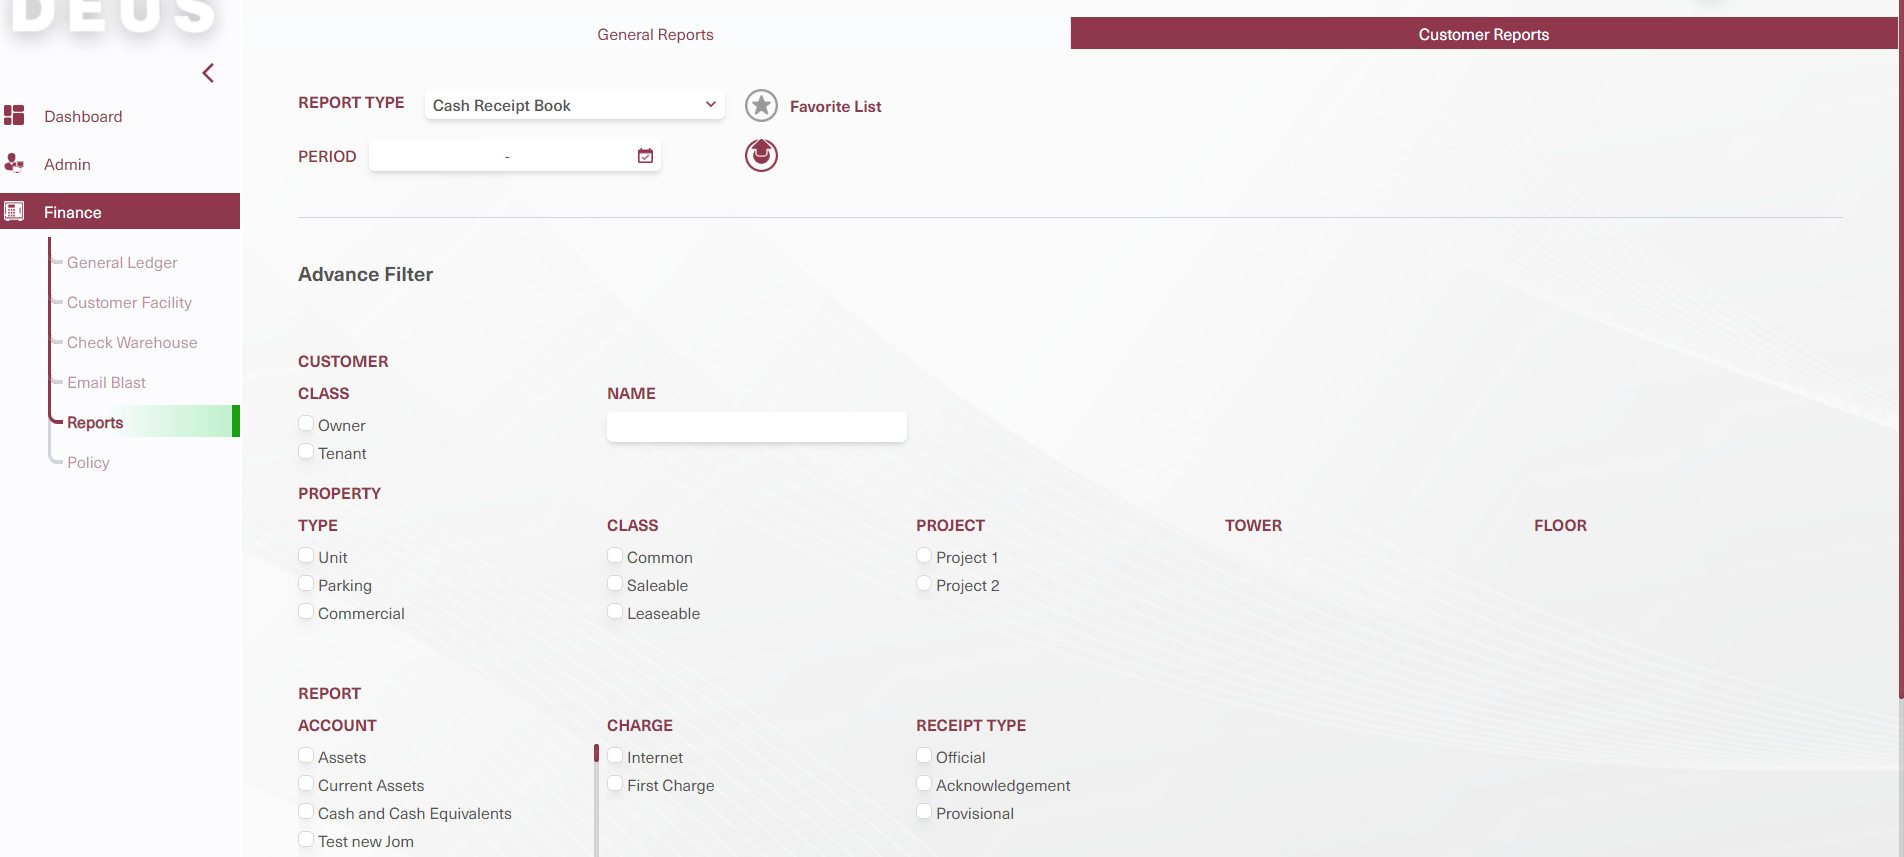 DEUS
General Reports
Customer Reports
Dashboard
Admin
Finance
General Ledger
Customer Facility
Check Warehouse
Email Blast
Reports
Policy
REPORT TYPE
Cash Receipt Book
Favorite List
PERIOD
-
Advance Filter
CUSTOMER
CLASS
Owner
Tenant
NAME
PROPERTY
TYPE
Unit
Parking
Commercial
CLASS
Common
Saleable
Leaseable
PROJECT
Project 1
Project 2
TOWER
FLOOR
REPORT
ACCOUNT
Assets
Current Assets
Cash and Cash Equivalents
Test new Jom
CHARGE
Internet
First Charge
RECEIPT TYPE
Official
Acknowledgement
Provisional